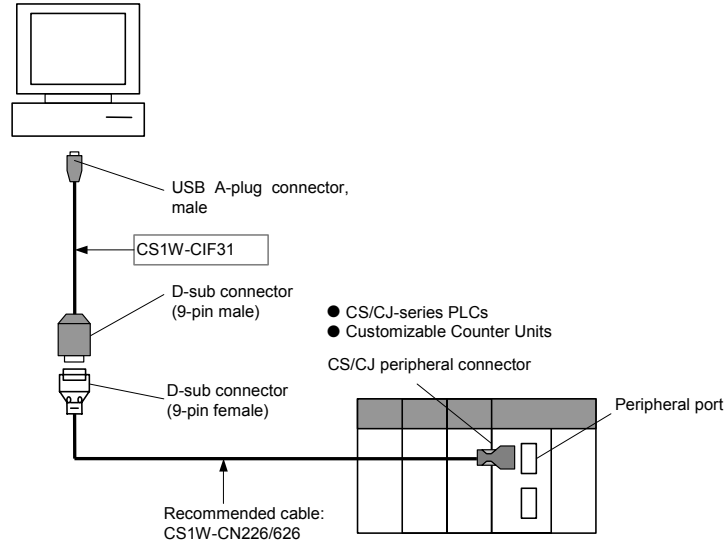 USB A-plug connector,
male
CS1W-CIF31
D-sub connector
(9-pin male)
● CS/CJ-series PLCs
● Customizable Counter Units
CS/CJ peripheral connector
D-sub connector
(9-pin female)
Peripheral port
Recommended cable:
CS1W-CN226/626